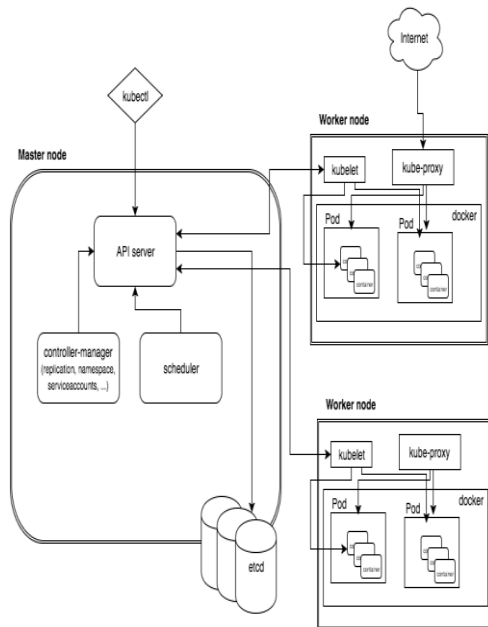 Internet
kubectl
Master node
API server
controller-manager
(replication, namespace,
serviceaccounts, ...)
scheduler
etcd
Worker node
kubelet
kube-proxy
docker
Pod
container
Pod
container
Worker node
kubelet
kube-proxy
docker
Pod
container
Pod
container